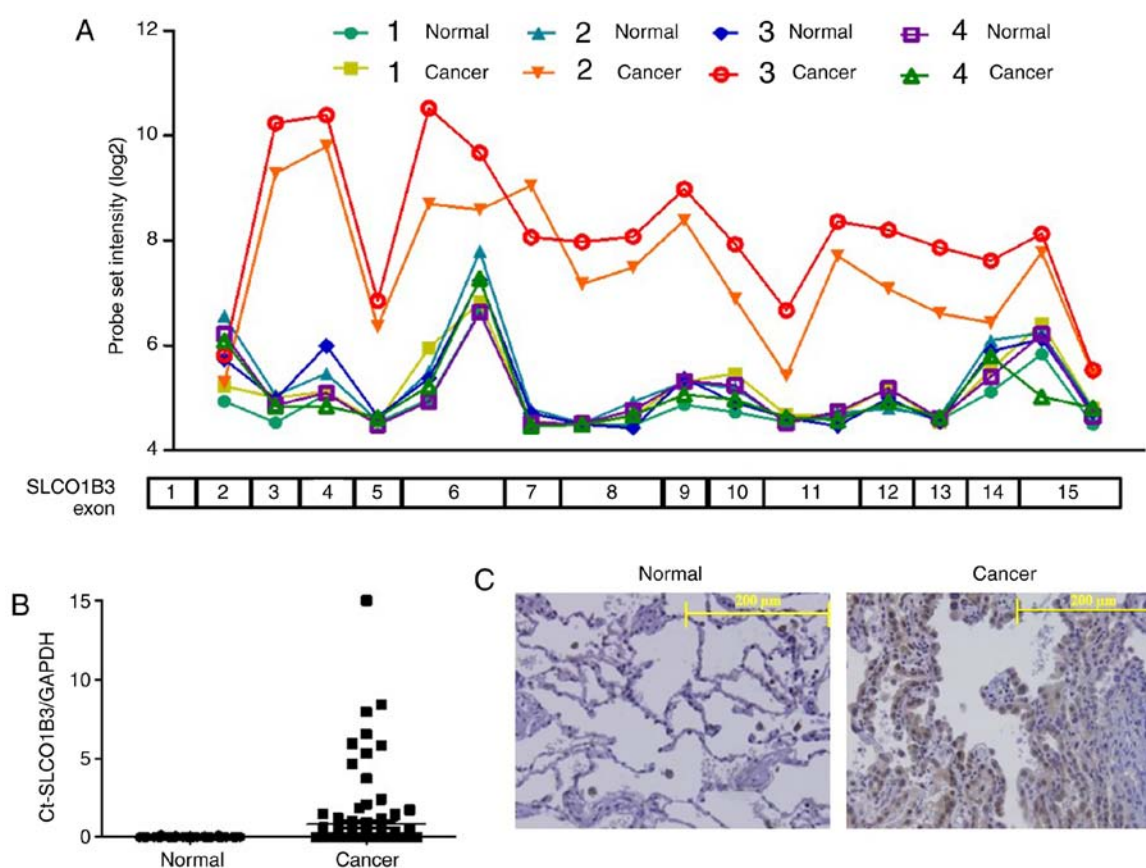 A
12
10
8
6
4
Probe set intensity (log2)
1 Normal 2 Normal 3 Normal 4 Normal
1 Cancer 2 Cancer 3 Cancer 4 Cancer
SLCO1B3
exon
1 2 3 4 5 6 7 8 9 10 11 12 13 14 15
B
Ct-SLCO1B3/GAPDH
15
10
5
0
Normal Cancer
C
Normal Cancer
200 µm 200 µm